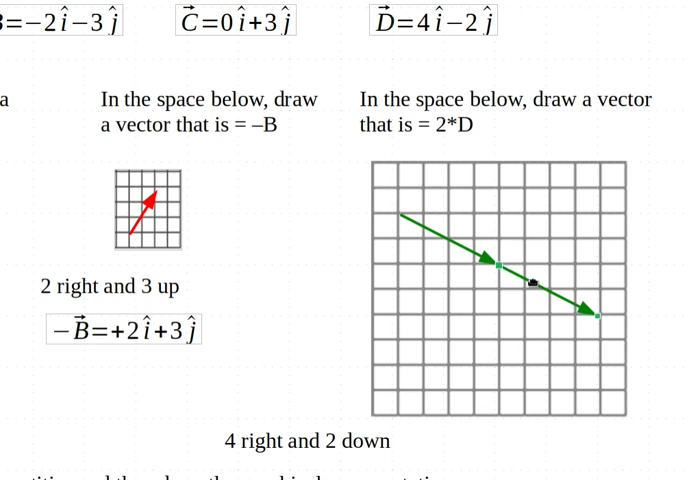 =−2 î−3 ĵ
C⃗=0 î+3 ĵ
D⃗=4 î−2 ĵ
a
In the space below, draw
a vector that is = –B
In the space below, draw a vector
that is = 2*D
2 right and 3 up
−B⃗=+2 î+3 ĵ
4 right and 2 down